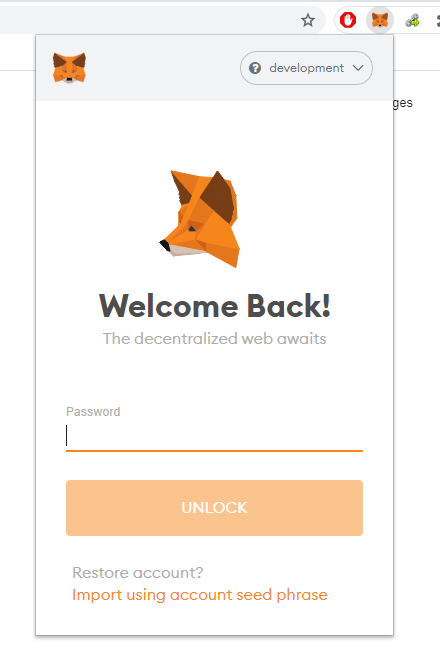 development
ges
Welcome Back!
The decentralized web awaits
Password
UNLOCK
Restore account?
Import using account seed phrase